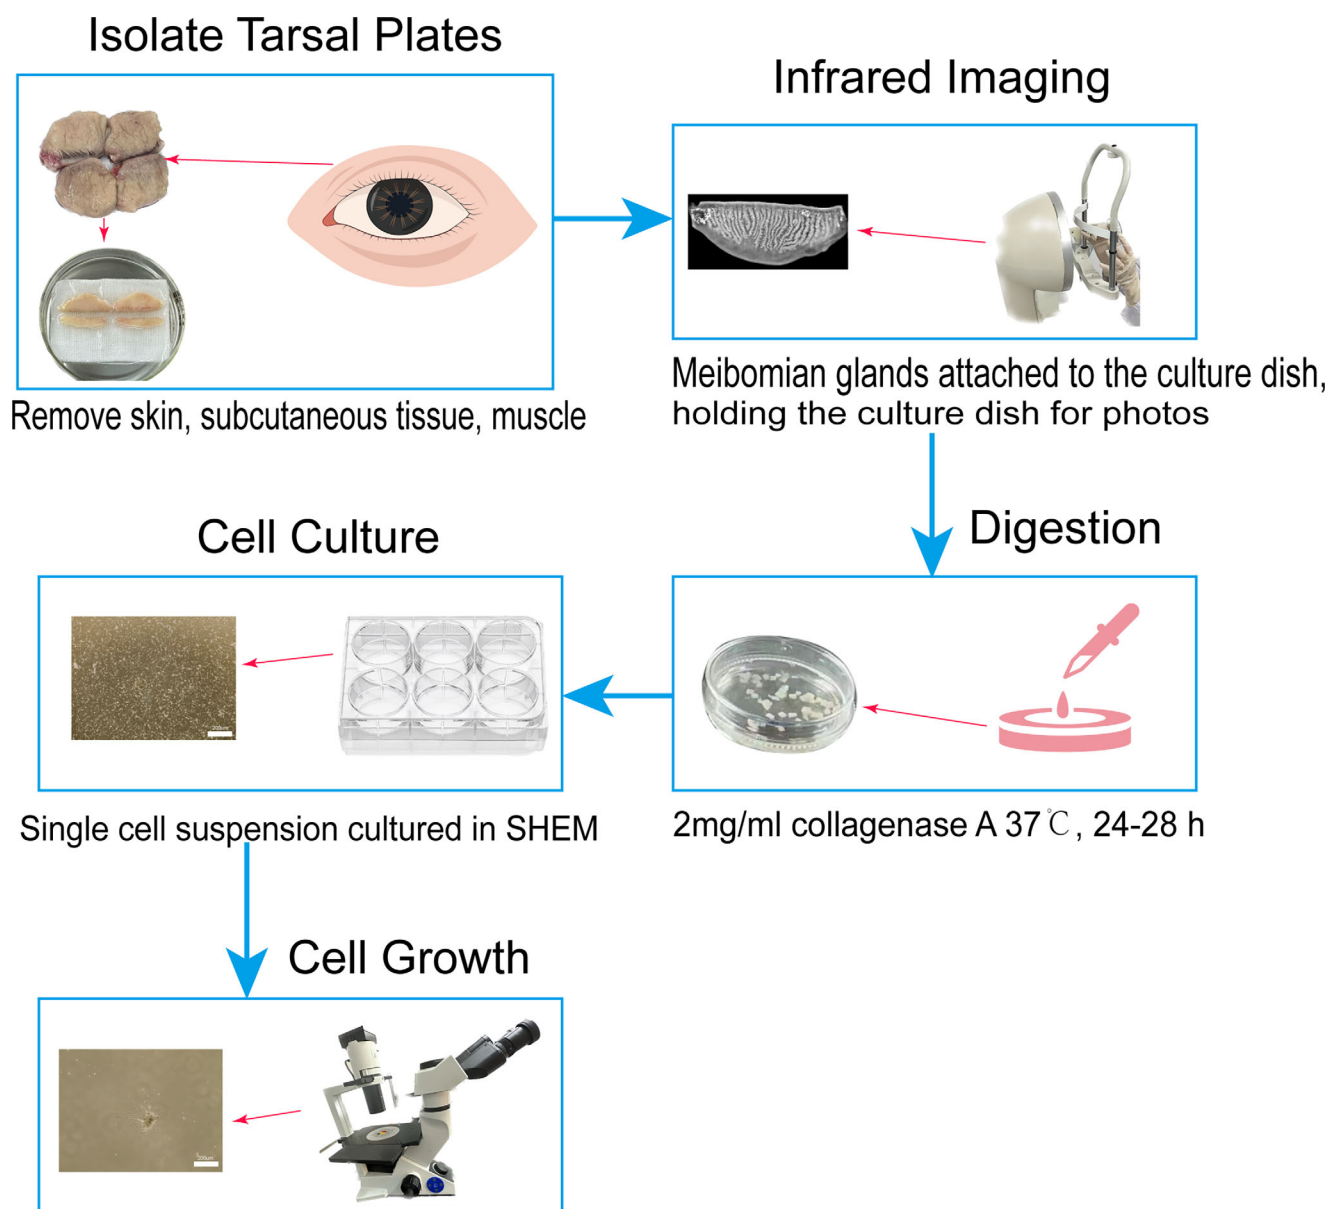 Isolate Tarsal Plates
Remove skin, subcutaneous tissue, muscle
Infrared Imaging
Meibomian glands attached to the culture dish,
holding the culture dish for photos
Digestion
2mg/ml collagenase A 37℃, 24-28 h
Cell Culture
200um
Single cell suspension cultured in SHEM
Cell Growth
200um